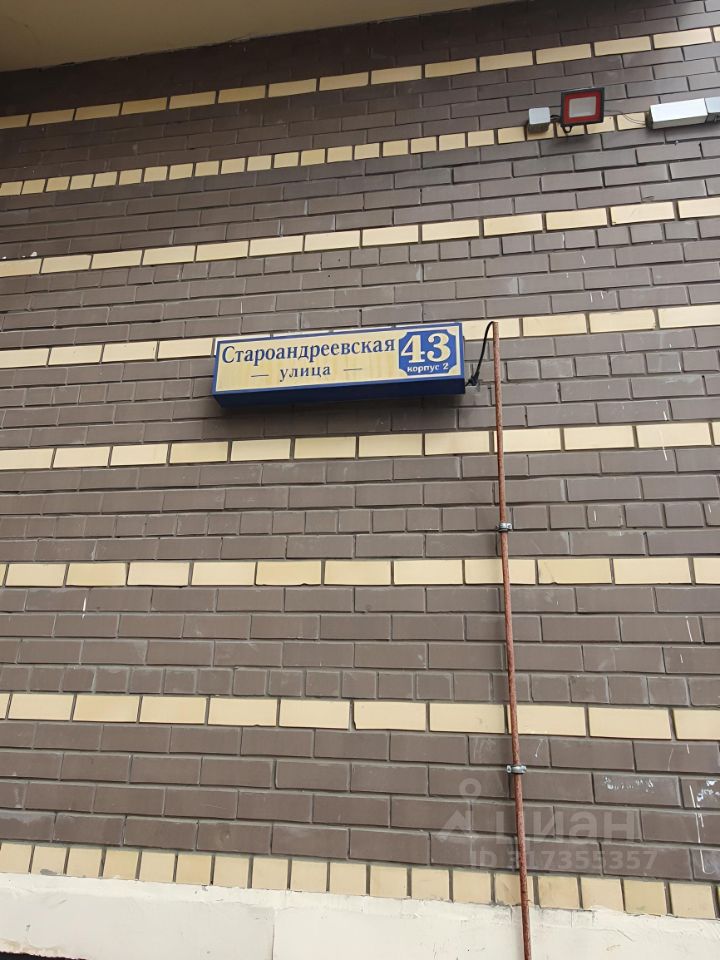 Староандреевская
— улица —
43
корпус 2
циан
ID 317355357